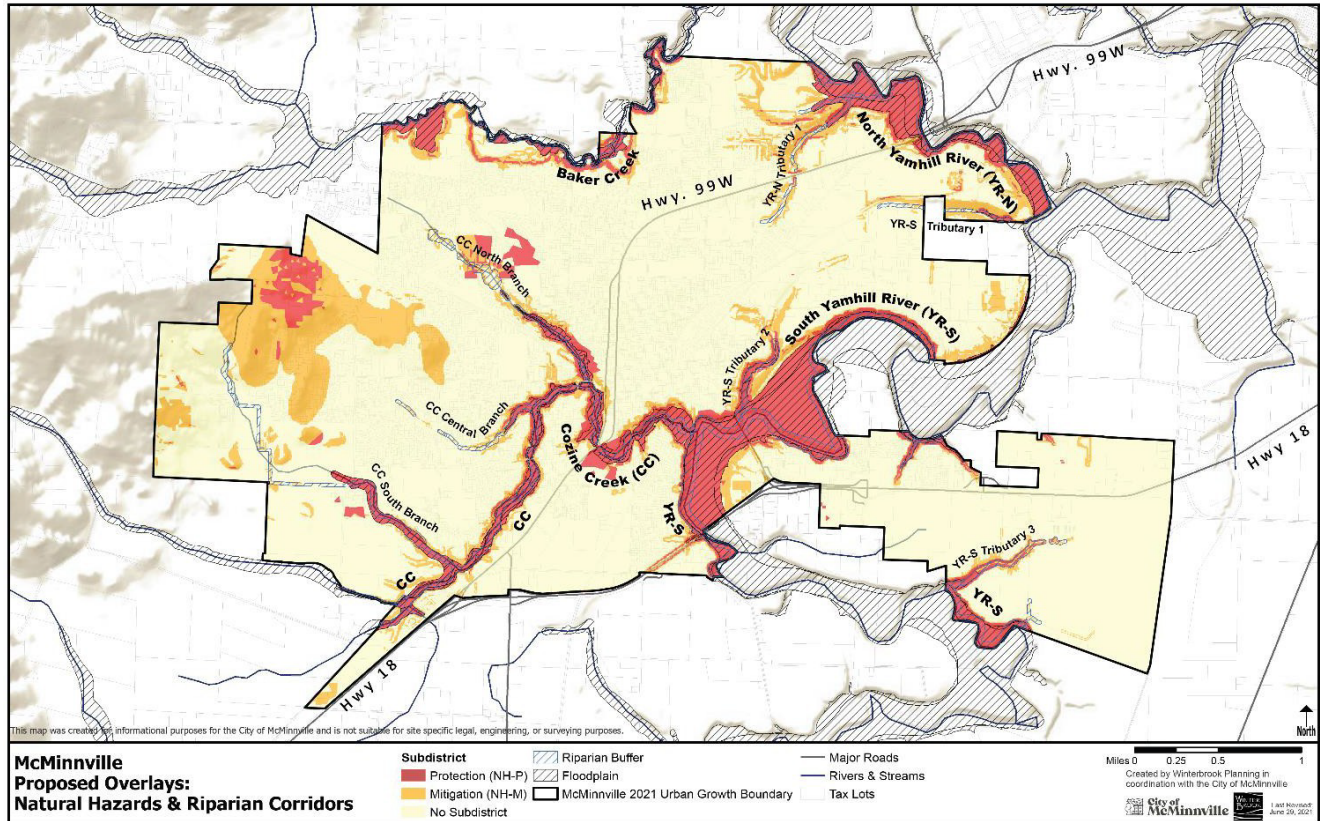 Hwy. 99W
North Yamhill River (YR-N)
YR-N Tributary 1
Baker Creek
Hwy. 99W
YR-S Tributary 1
CC North Branch
South Yamhill River (YR-S)
YR-S Tributary 2
CC Central Branch
Cozine Creek (CC)
Hwy 18
CC South Branch
CC
YR-S
YR-S Tributary 3
CC
YR-S
Hwy 18
This map was created for informational purposes for the City of McMinnville and is not suitable for site specific legal, engineering, or surveying purposes.
North
McMinnville
Proposed Overlays:
Natural Hazards & Riparian Corridors
Subdistrict
Protection (NH-P)
Mitigation (NH-M)
No Subdistrict
Riparian Buffer
Floodplain
McMinnville 2021 Urban Growth Boundary
Major Roads
Rivers & Streams
Tax Lots
Miles 0 0.25 0.5 1
Created by Winterbrook Planning in
coordination with the City of McMinnville
City of
McMinnville
Last Revised:
June 29, 2021